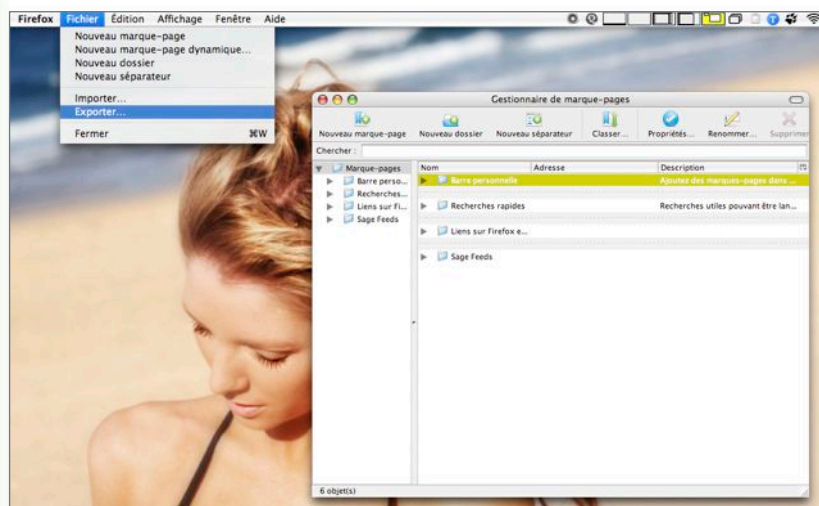 Firefox Fichier Édition Affichage Fenêtre Aide
Nouveau marque-page
Nouveau marque-page dynamique...
Nouveau dossier
Nouveau séparateur
Importer...
Exporter...
Fermer ⌘W
Gestionnaire de marque-pages
Nouveau marque-page Nouveau dossier Nouveau séparateur Classer... Propriétés... Renommer... Supprimer
Chercher :
Marque-pages
Barre perso...
Recherches...
Liens sur Fi...
Sage Feeds
Nom Adresse Description
Barre personnelle Ajoutez des marques-pages dans ...
Recherches rapides Recherches utiles pouvant être lan...
Liens sur Firefox e...
Sage Feeds
6 objet(s)